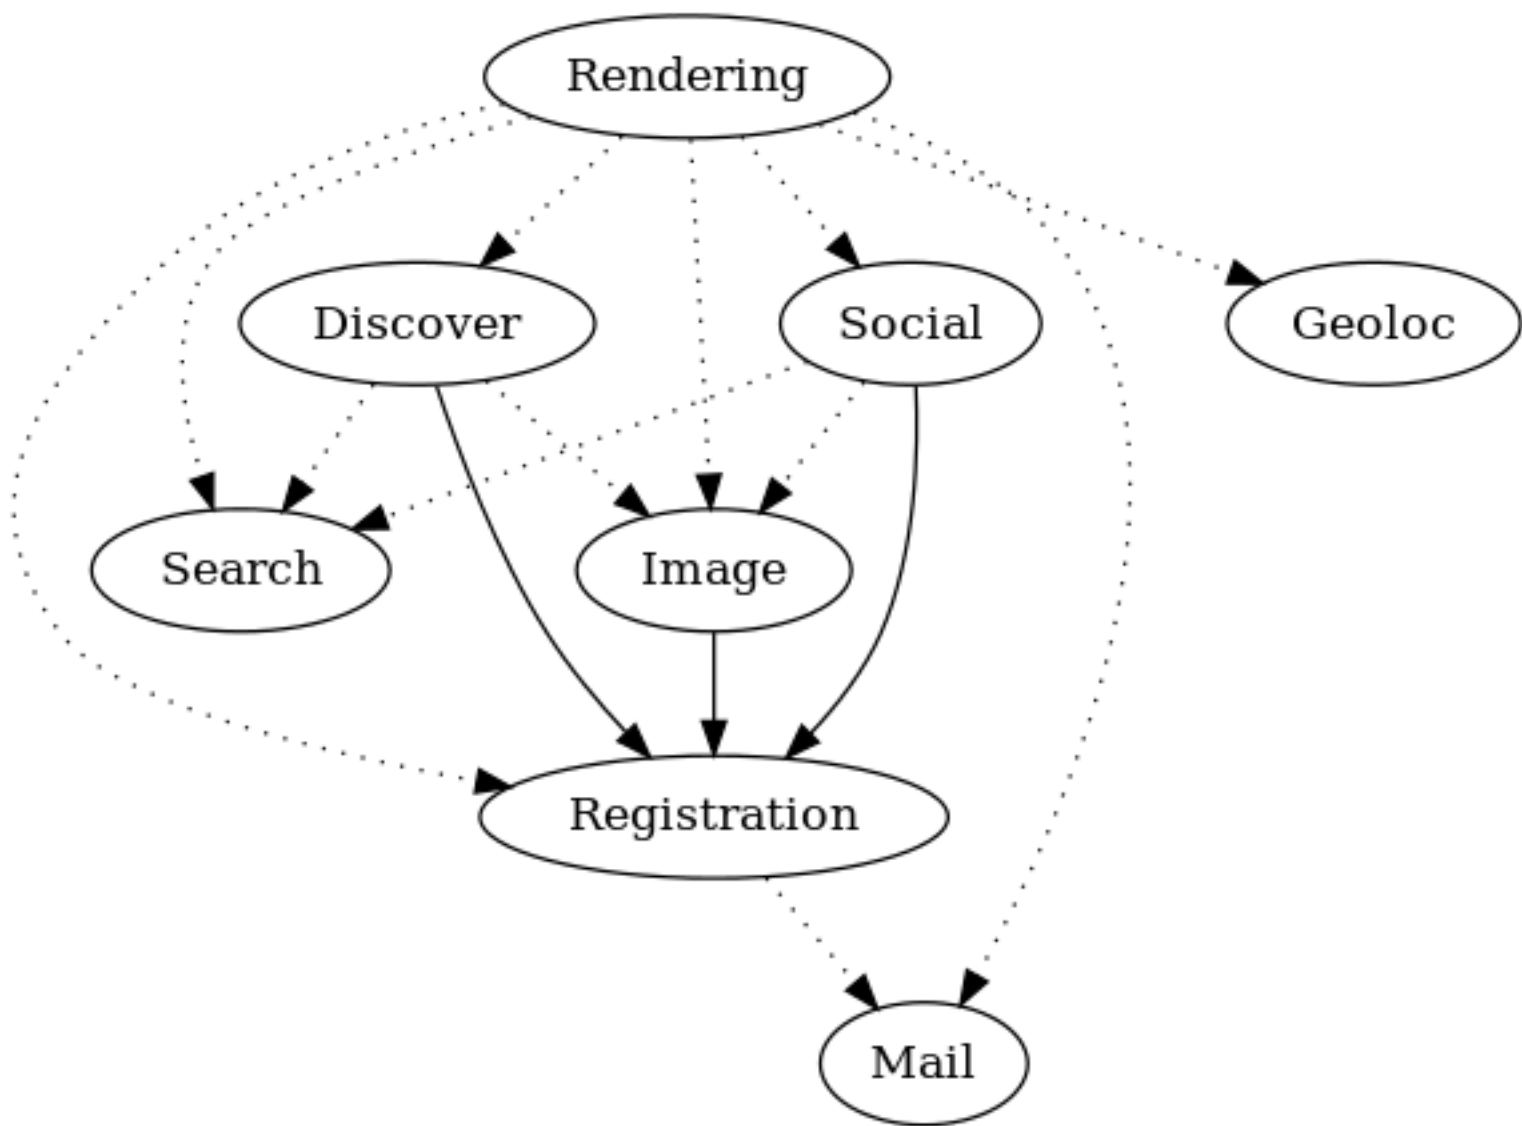 Rendering
Discover
Social
Geoloc
Search
Image
Registration
Mail